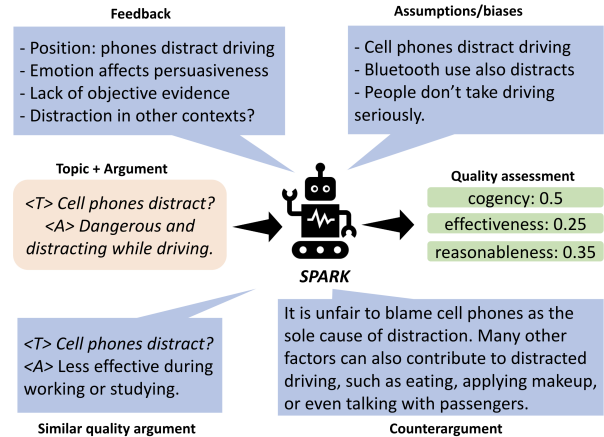 Feedback
- Position: phones distract driving
- Emotion affects persuasiveness
- Lack of objective evidence
- Distraction in other contexts?
Assumptions/biases
- Cell phones distract driving
- Bluetooth use also distracts
- People don’t take driving
seriously.
Topic + Argument
<T> Cell phones distract?
<A> Dangerous and
distracting while driving.
SPARK
Quality assessment
cogency: 0.5
effectiveness: 0.25
reasonableness: 0.35
<T> Cell phones distract?
<A> Less effective during
working or studying.
Similar quality argument
It is unfair to blame cell phones as the
sole cause of distraction. Many other
factors can also contribute to distracted
driving, such as eating, applying makeup,
or even talking with passengers.
Counterargument